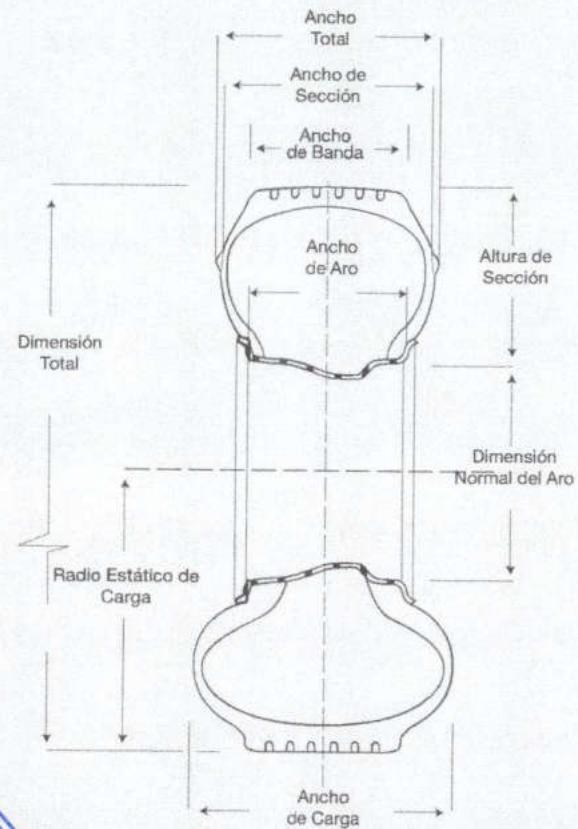 Ancho
Total
Ancho de
Sección
Ancho
de Banda
Ancho
de Aro
Altura de
Sección
Dimensión
Total
Dimensión
Normal del Aro
Radio Estático de
Carga
Ancho
de Carga